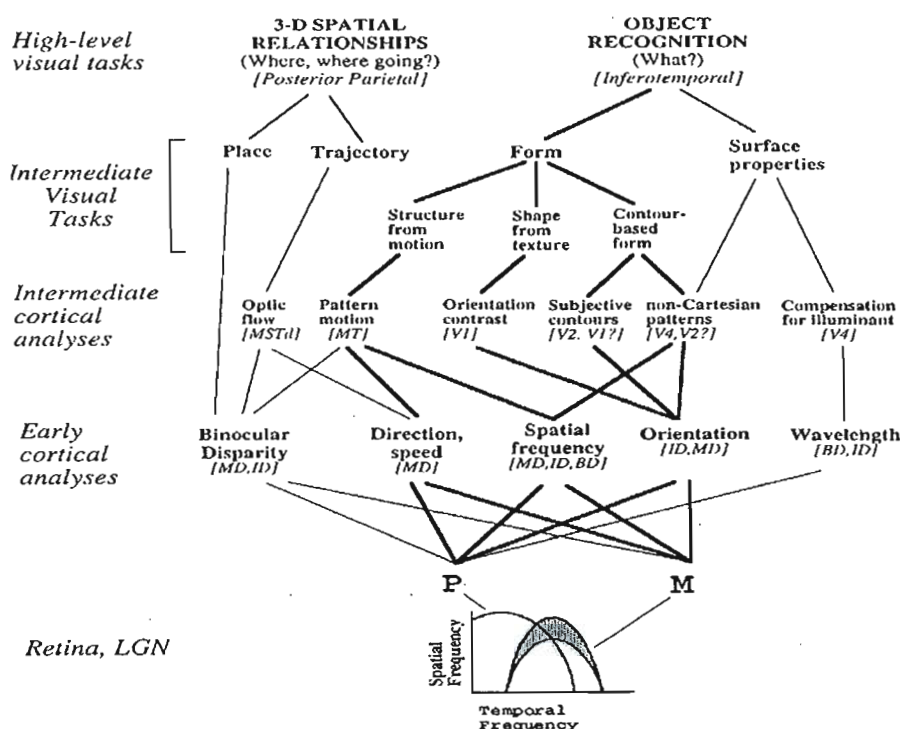 High-level
visual tasks
3-D SPATIAL
RELATIONSHIPS
(Where, where going?)
[Posterior Parietal]
OBJECT
RECOGNITION
(What?)
[Inferotemporal]
Intermediate
Visual
Tasks
Place
Trajectory
Form
Surface
properties
Structure
from
motion
Shape
from
texture
Contour-
based
form
Intermediate
cortical
analyses
Optic
flow
[MSTd]
Pattern
motion
[MT]
Orientation
contrast
[V1]
Subjective
contours
[V2, V1?]
non-Cartesian
patterns
[V4,V2?]
Compensation
for illuminant
[V4]
Early
cortical
analyses
Binocular
Disparity
[MD,ID]
Direction,
speed
[MD]
Spatial
frequency
[MD,ID,BD]
Orientation
[ID,MD]
Wavelength
[BD,ID]
P
M
Retina, LGN
Spatial
Frequency
Temporal
Frequency